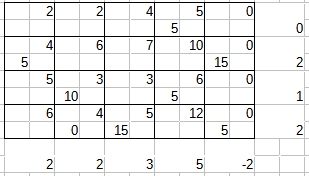 2 2 4 5 0
5 0
4 6 7 10 0
5 15 2
5 3 3 6 0
10 5 1
6 4 5 12 0
0 15 5 2
2 2 3 5 -2